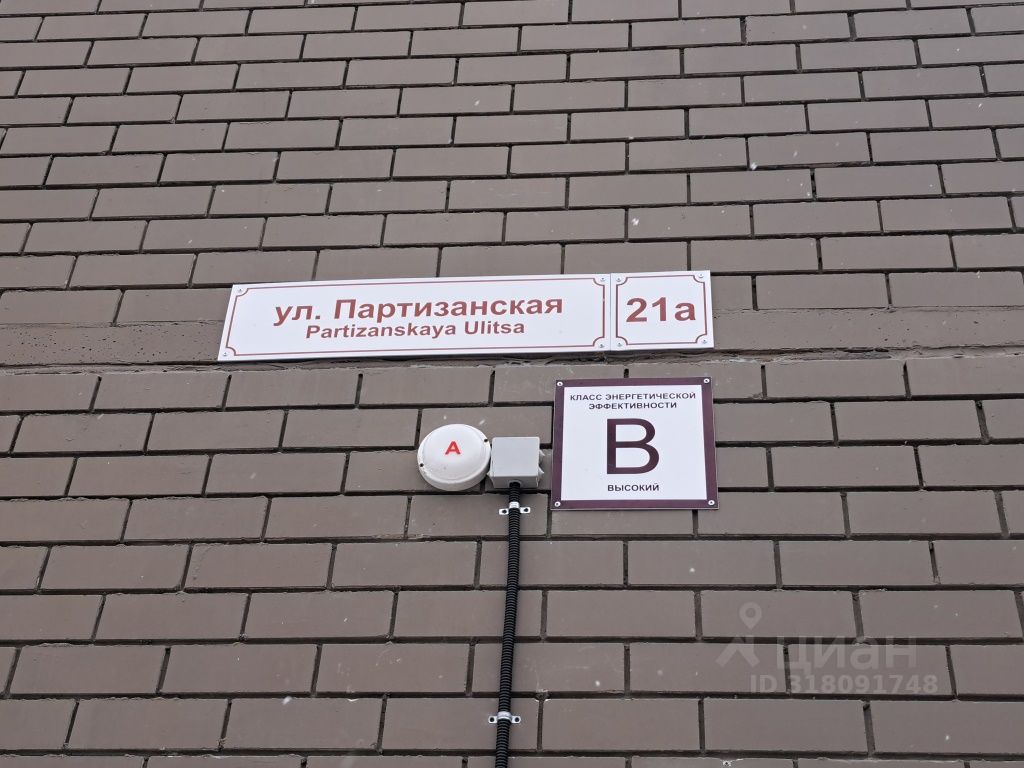 ул. Партизанская
Partizanskaya Ulitsa
21а
КЛАСС ЭНЕРГЕТИЧЕСКОЙ
ЭФФЕКТИВНОСТИ
B
ВЫСОКИЙ
А
циан
ID 318091748